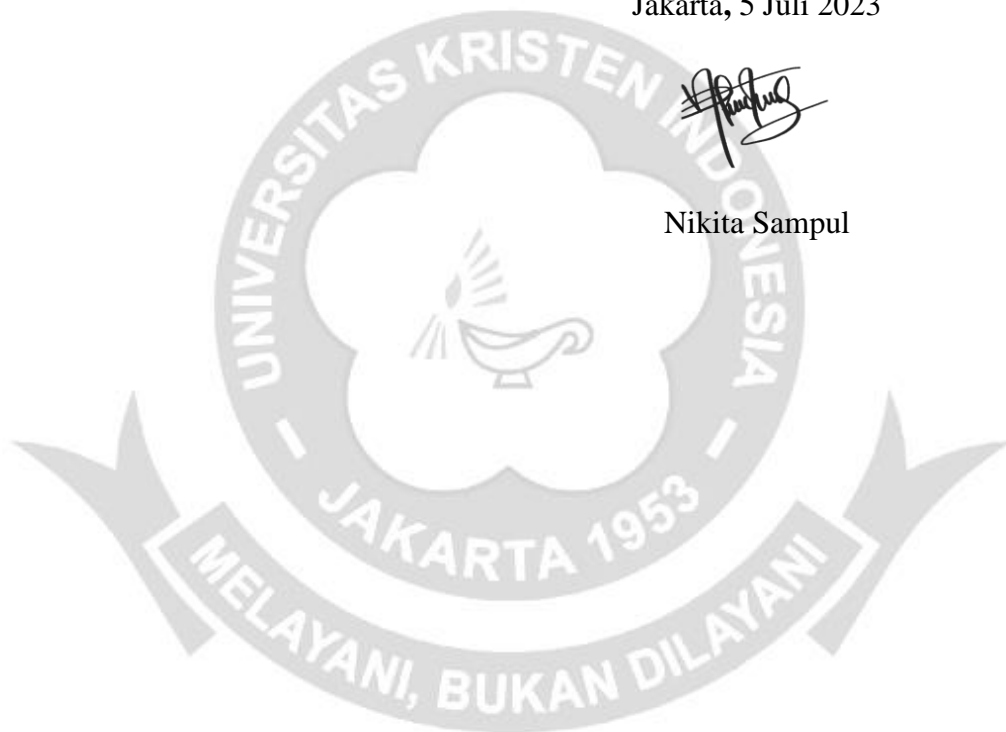 Jakarta, 5 Juli 2023
Nikita Sampul
UNIVERSITAS KRISTEN INDONESIA
- JAKARTA 1953 -
MELAYANI, BUKAN DILAYANI